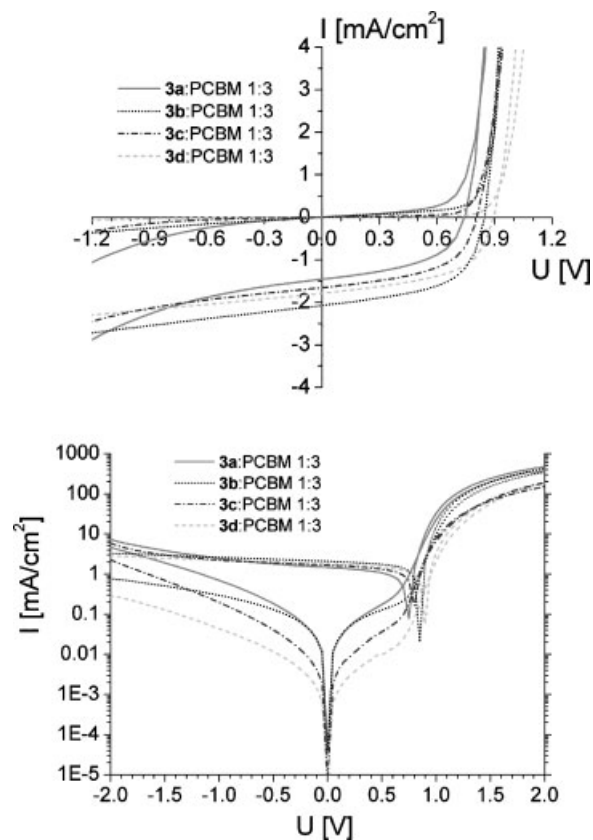 I [mA/cm²]
4
3a:PCBM 1:3
3b:PCBM 1:3
3c:PCBM 1:3
3d:PCBM 1:3
3
2
1
0
-1.2 -0.9 -0.6 -0.3 0.0 0.3 0.6 0.9 1.2
U [V]
-1
-2
-3
-4
3a:PCBM 1:3
3b:PCBM 1:3
3c:PCBM 1:3
3d:PCBM 1:3
I [mA/cm²]
1000
100
10
1
0.1
0.01
1E-3
1E-4
1E-5
-2.0 -1.5 -1.0 -0.5 0.0 0.5 1.0 1.5 2.0
U [V]